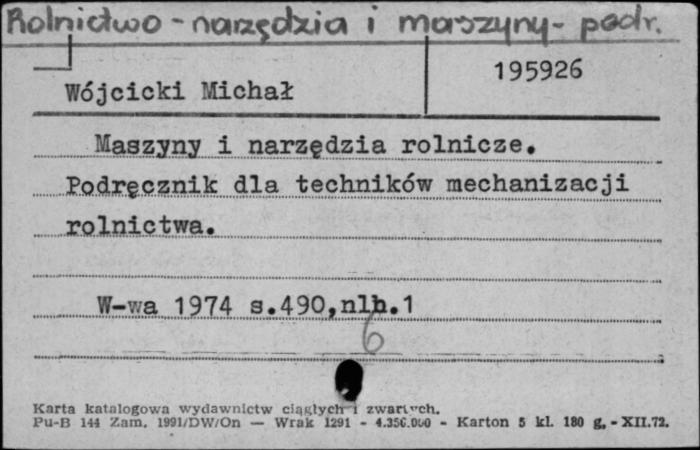 Rolnictwo - narzędzia i maszyny - podr.
195926
Wójcicki Michał
Maszyny i narzędzia rolnicze.
Podręcznik dla techników mechanizacji
rolnictwa.
W-wa 1974 s.490,nlb.1
6
Karta katalogowa wydawnictw ciągłych i zwartych.
Pu-B 144 Zam. 1991/DW/On — Wrak 1291 - 4.356.000 - Karton 5 kl. 180 g. - XII.72.